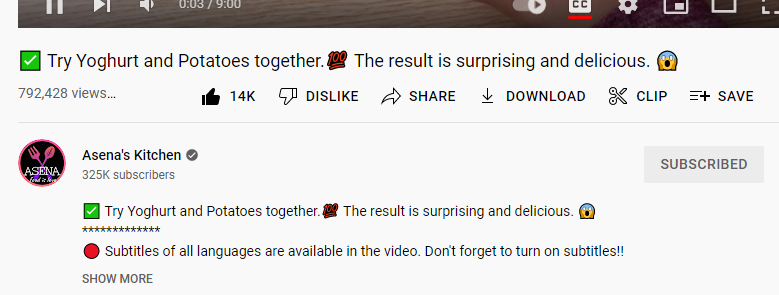 0:03 / 9:00
CC
✅ Try Yoghurt and Potatoes together.💯 The result is surprising and delicious. 😱
792,428 views...
14K DISLIKE SHARE DOWNLOAD CLIP SAVE
ASENA
food is love
Asena's Kitchen
325K subscribers
SUBSCRIBED
✅ Try Yoghurt and Potatoes together.💯 The result is surprising and delicious. 😱
*************
🔴 Subtitles of all languages are available in the video. Don't forget to turn on subtitles!!
SHOW MORE